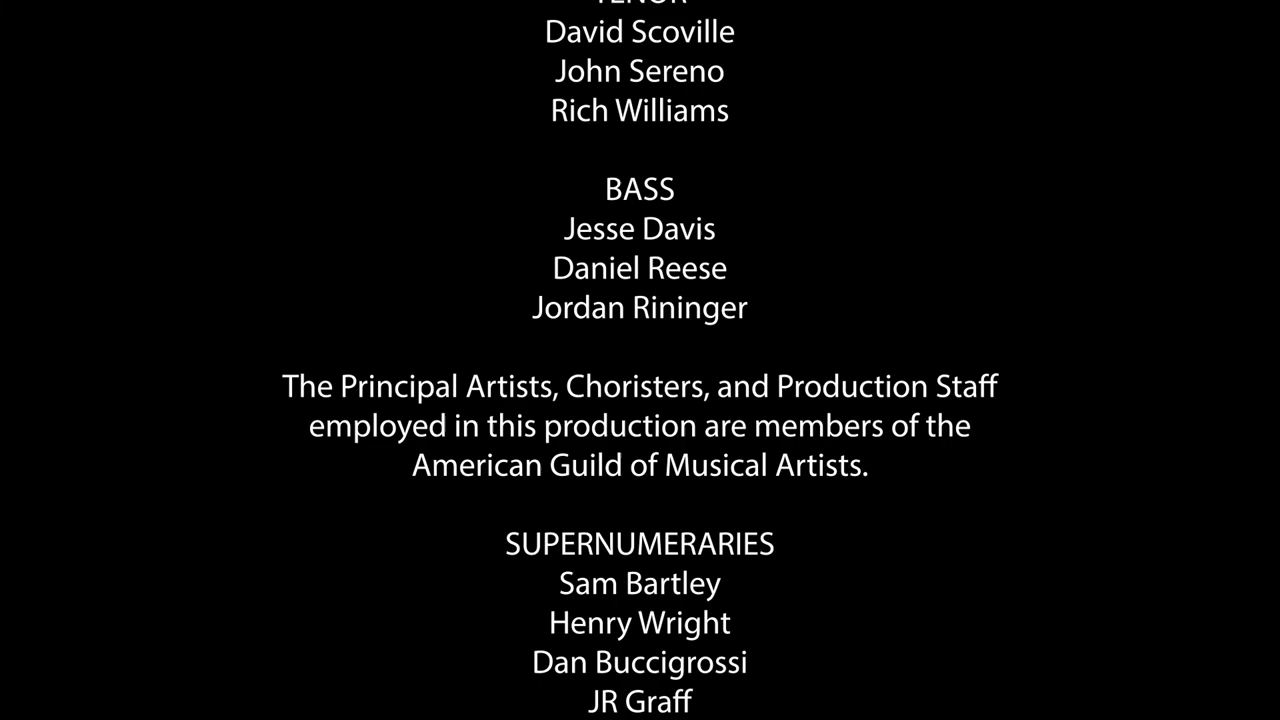 TENOR
David Scoville
John Sereno
Rich Williams
BASS
Jesse Davis
Daniel Reese
Jordan Rininger
The Principal Artists, Choristers, and Production Staff
employed in this production are members of the
American Guild of Musical Artists.
SUPERNUMERARIES
Sam Bartley
Henry Wright
Dan Buccigrossi
JR Graff